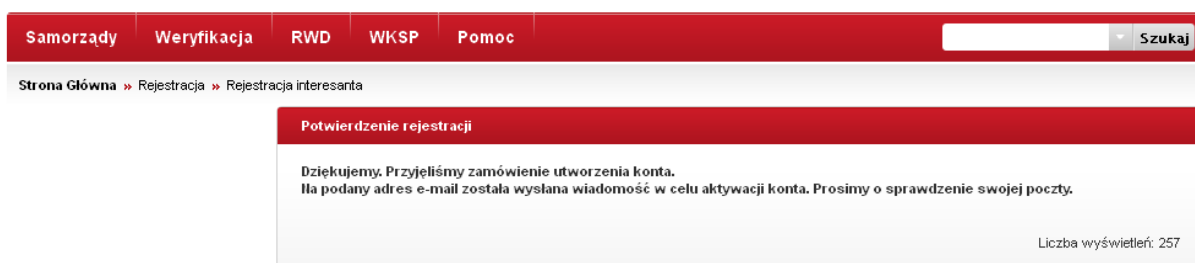 Samorządy Weryfikacja RWD WKSP Pomoc Szukaj
Strona Główna » Rejestracja » Rejestracja interesanta
Potwierdzenie rejestracji
Dziękujemy. Przyjęliśmy zamówienie utworzenia konta.
Na podany adres e-mail została wysłana wiadomość w celu aktywacji konta. Prosimy o sprawdzenie swojej poczty.
Liczba wyświetleń: 257